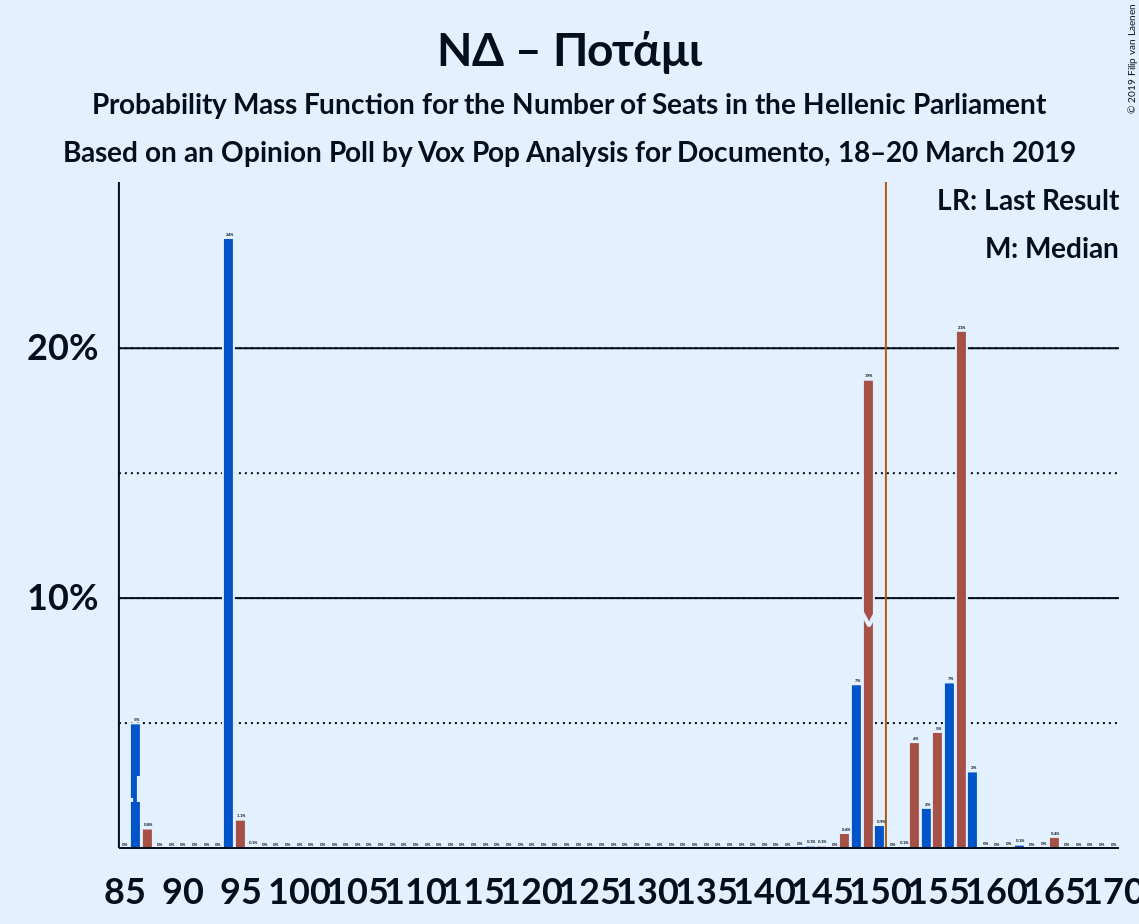 ΝΔ – Ποτάμι
Probability Mass Function for the Number of Seats in the Hellenic Parliament
Based on an Opinion Poll by Vox Pop Analysis for Documento, 18–20 March 2019
© 2019 Filip van Laenen
LR: Last Result
M: Median
20%
10%
85 90 95 100 105 110 115 120 125 130 135 140 145 150 155 160 165 170